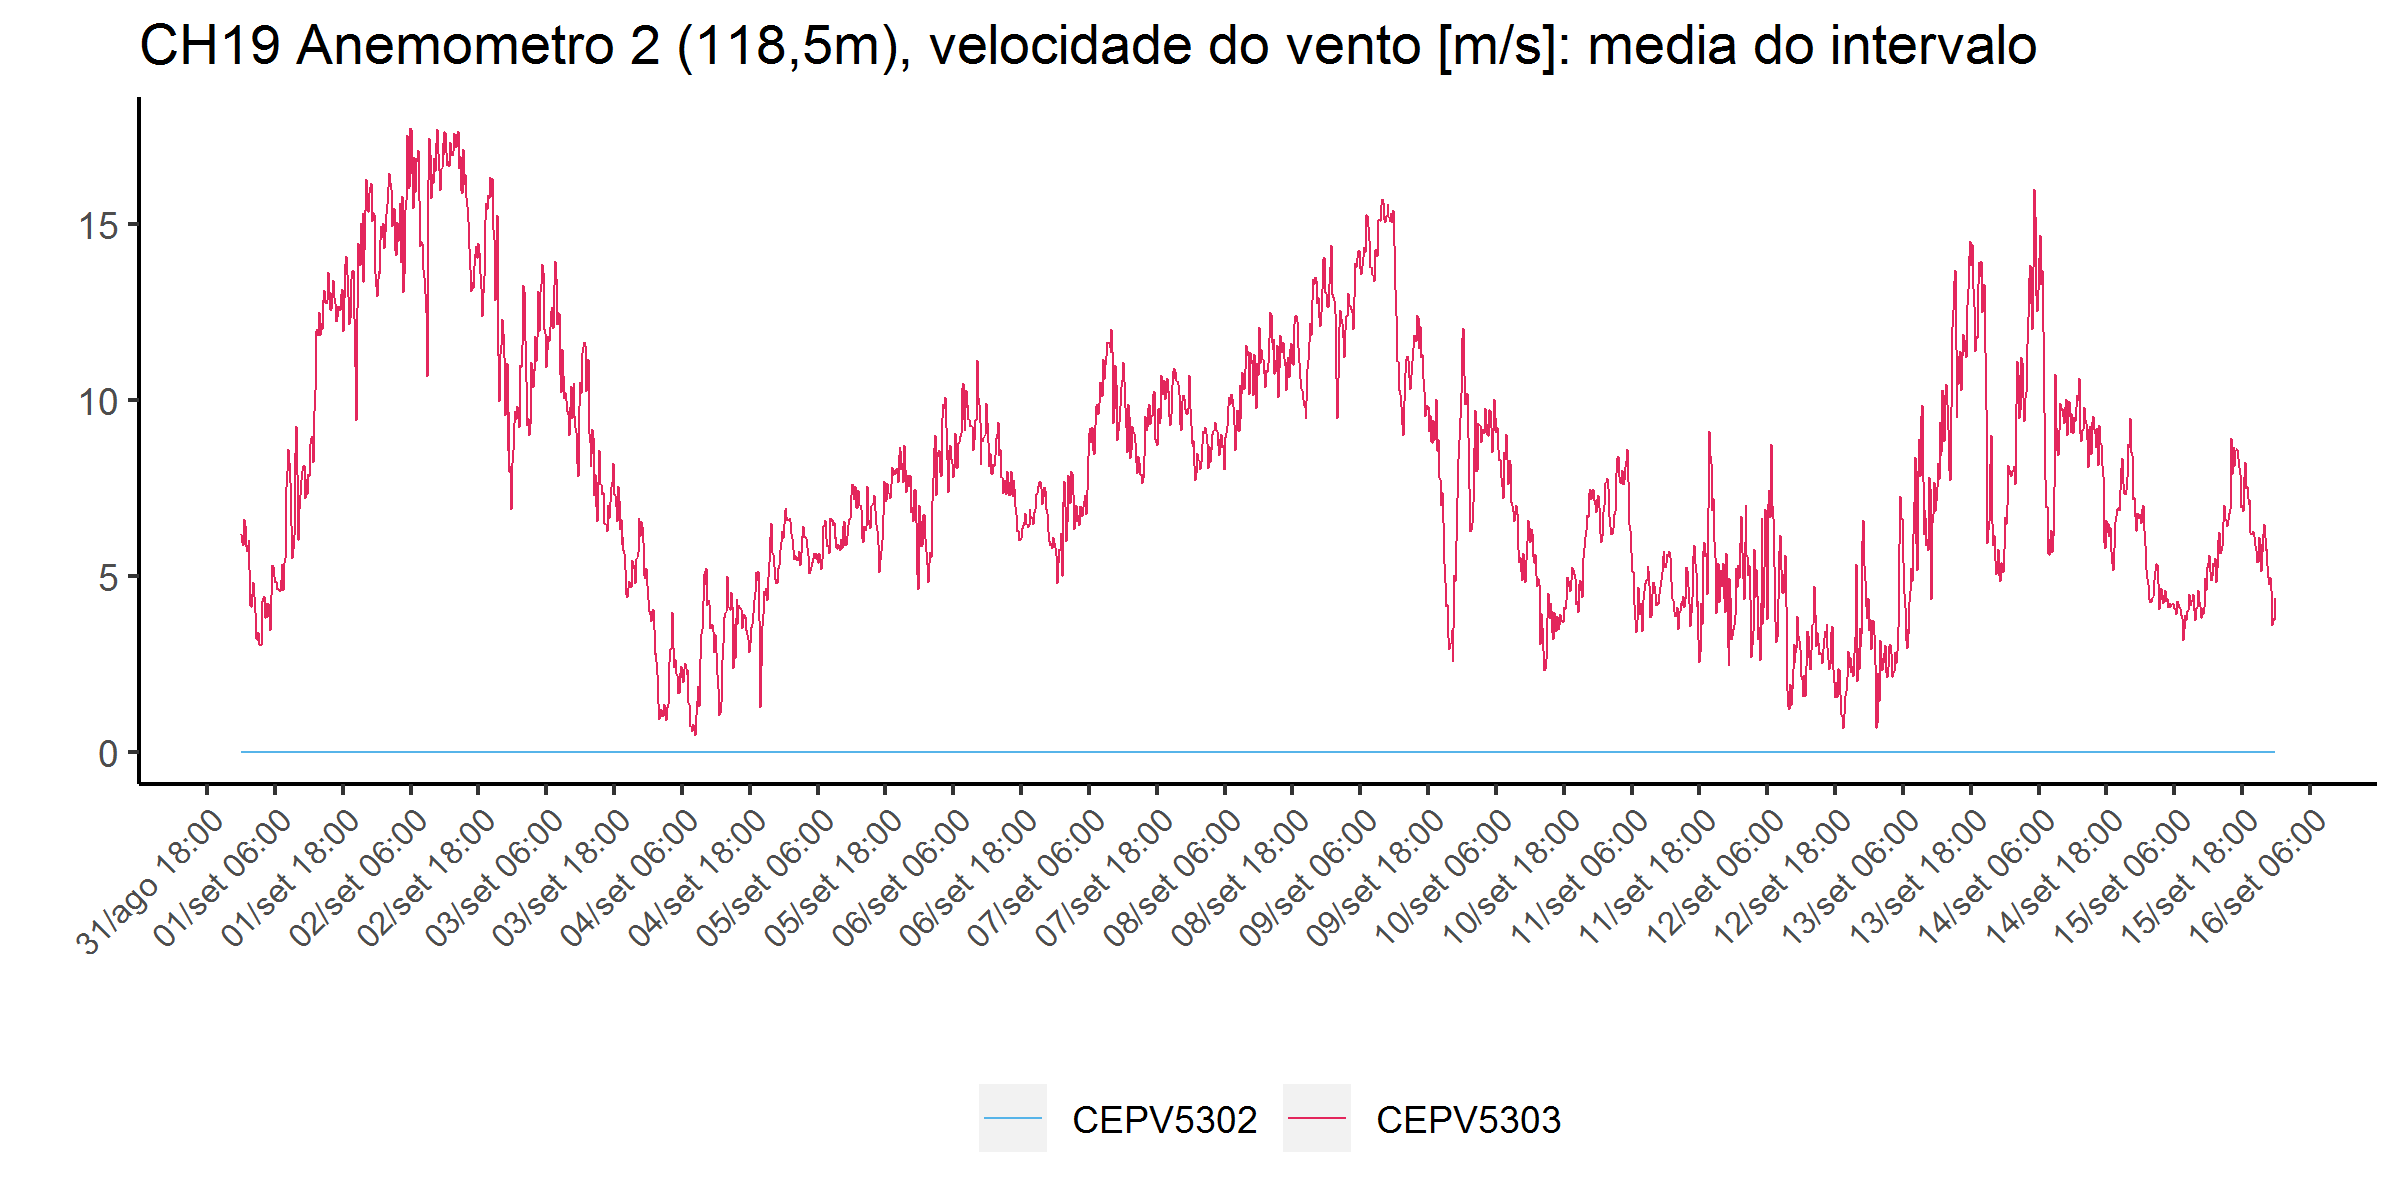 CH19 Anemometro 2 (118,5m), velocidade do vento [m/s]: media do intervalo
15
10
5
0
31/ago 18:00
01/set 06:00
01/set 18:00
02/set 06:00
02/set 18:00
03/set 06:00
03/set 18:00
04/set 06:00
04/set 18:00
05/set 06:00
05/set 18:00
06/set 06:00
06/set 18:00
07/set 06:00
07/set 18:00
08/set 06:00
08/set 18:00
09/set 06:00
09/set 18:00
10/set 06:00
10/set 18:00
11/set 06:00
11/set 18:00
12/set 06:00
12/set 18:00
13/set 06:00
13/set 18:00
14/set 06:00
14/set 18:00
15/set 06:00
15/set 18:00
16/set 06:00
CEPV5302 CEPV5303